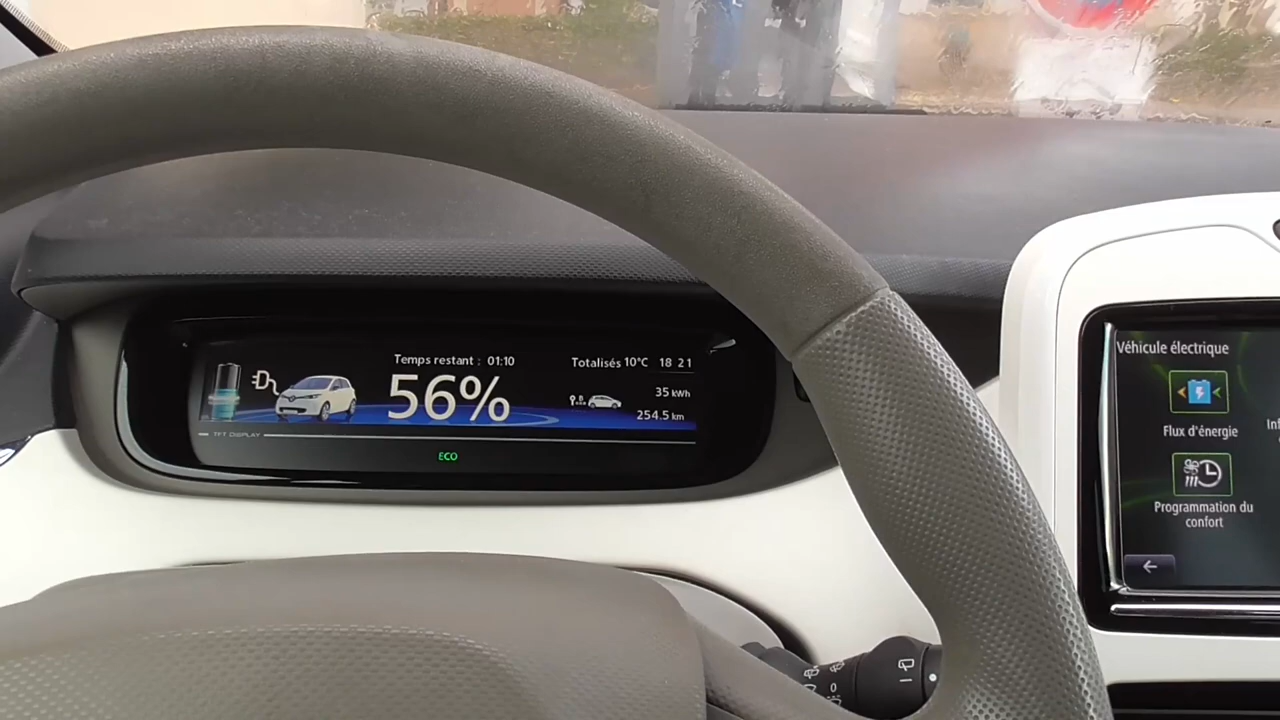 Temps restant : 01:10
Totalisés 10°C 18 21
56%
35 kWh
254.5 km
TFT DISPLAY
ECO
Véhicule électrique
Flux d'énergie
Programmation du
confort
0